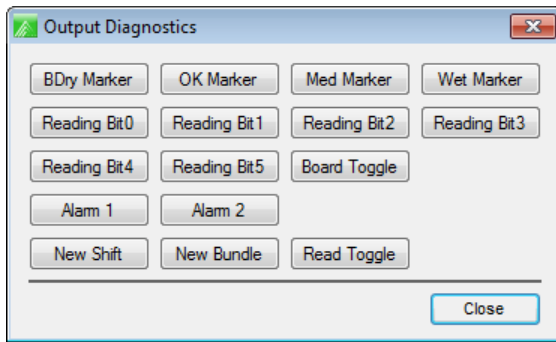 Output Diagnostics
BDry Marker OK Marker Med Marker Wet Marker
Reading Bit0 Reading Bit1 Reading Bit2 Reading Bit3
Reading Bit4 Reading Bit5 Board Toggle
Alarm 1 Alarm 2
New Shift New Bundle Read Toggle
Close